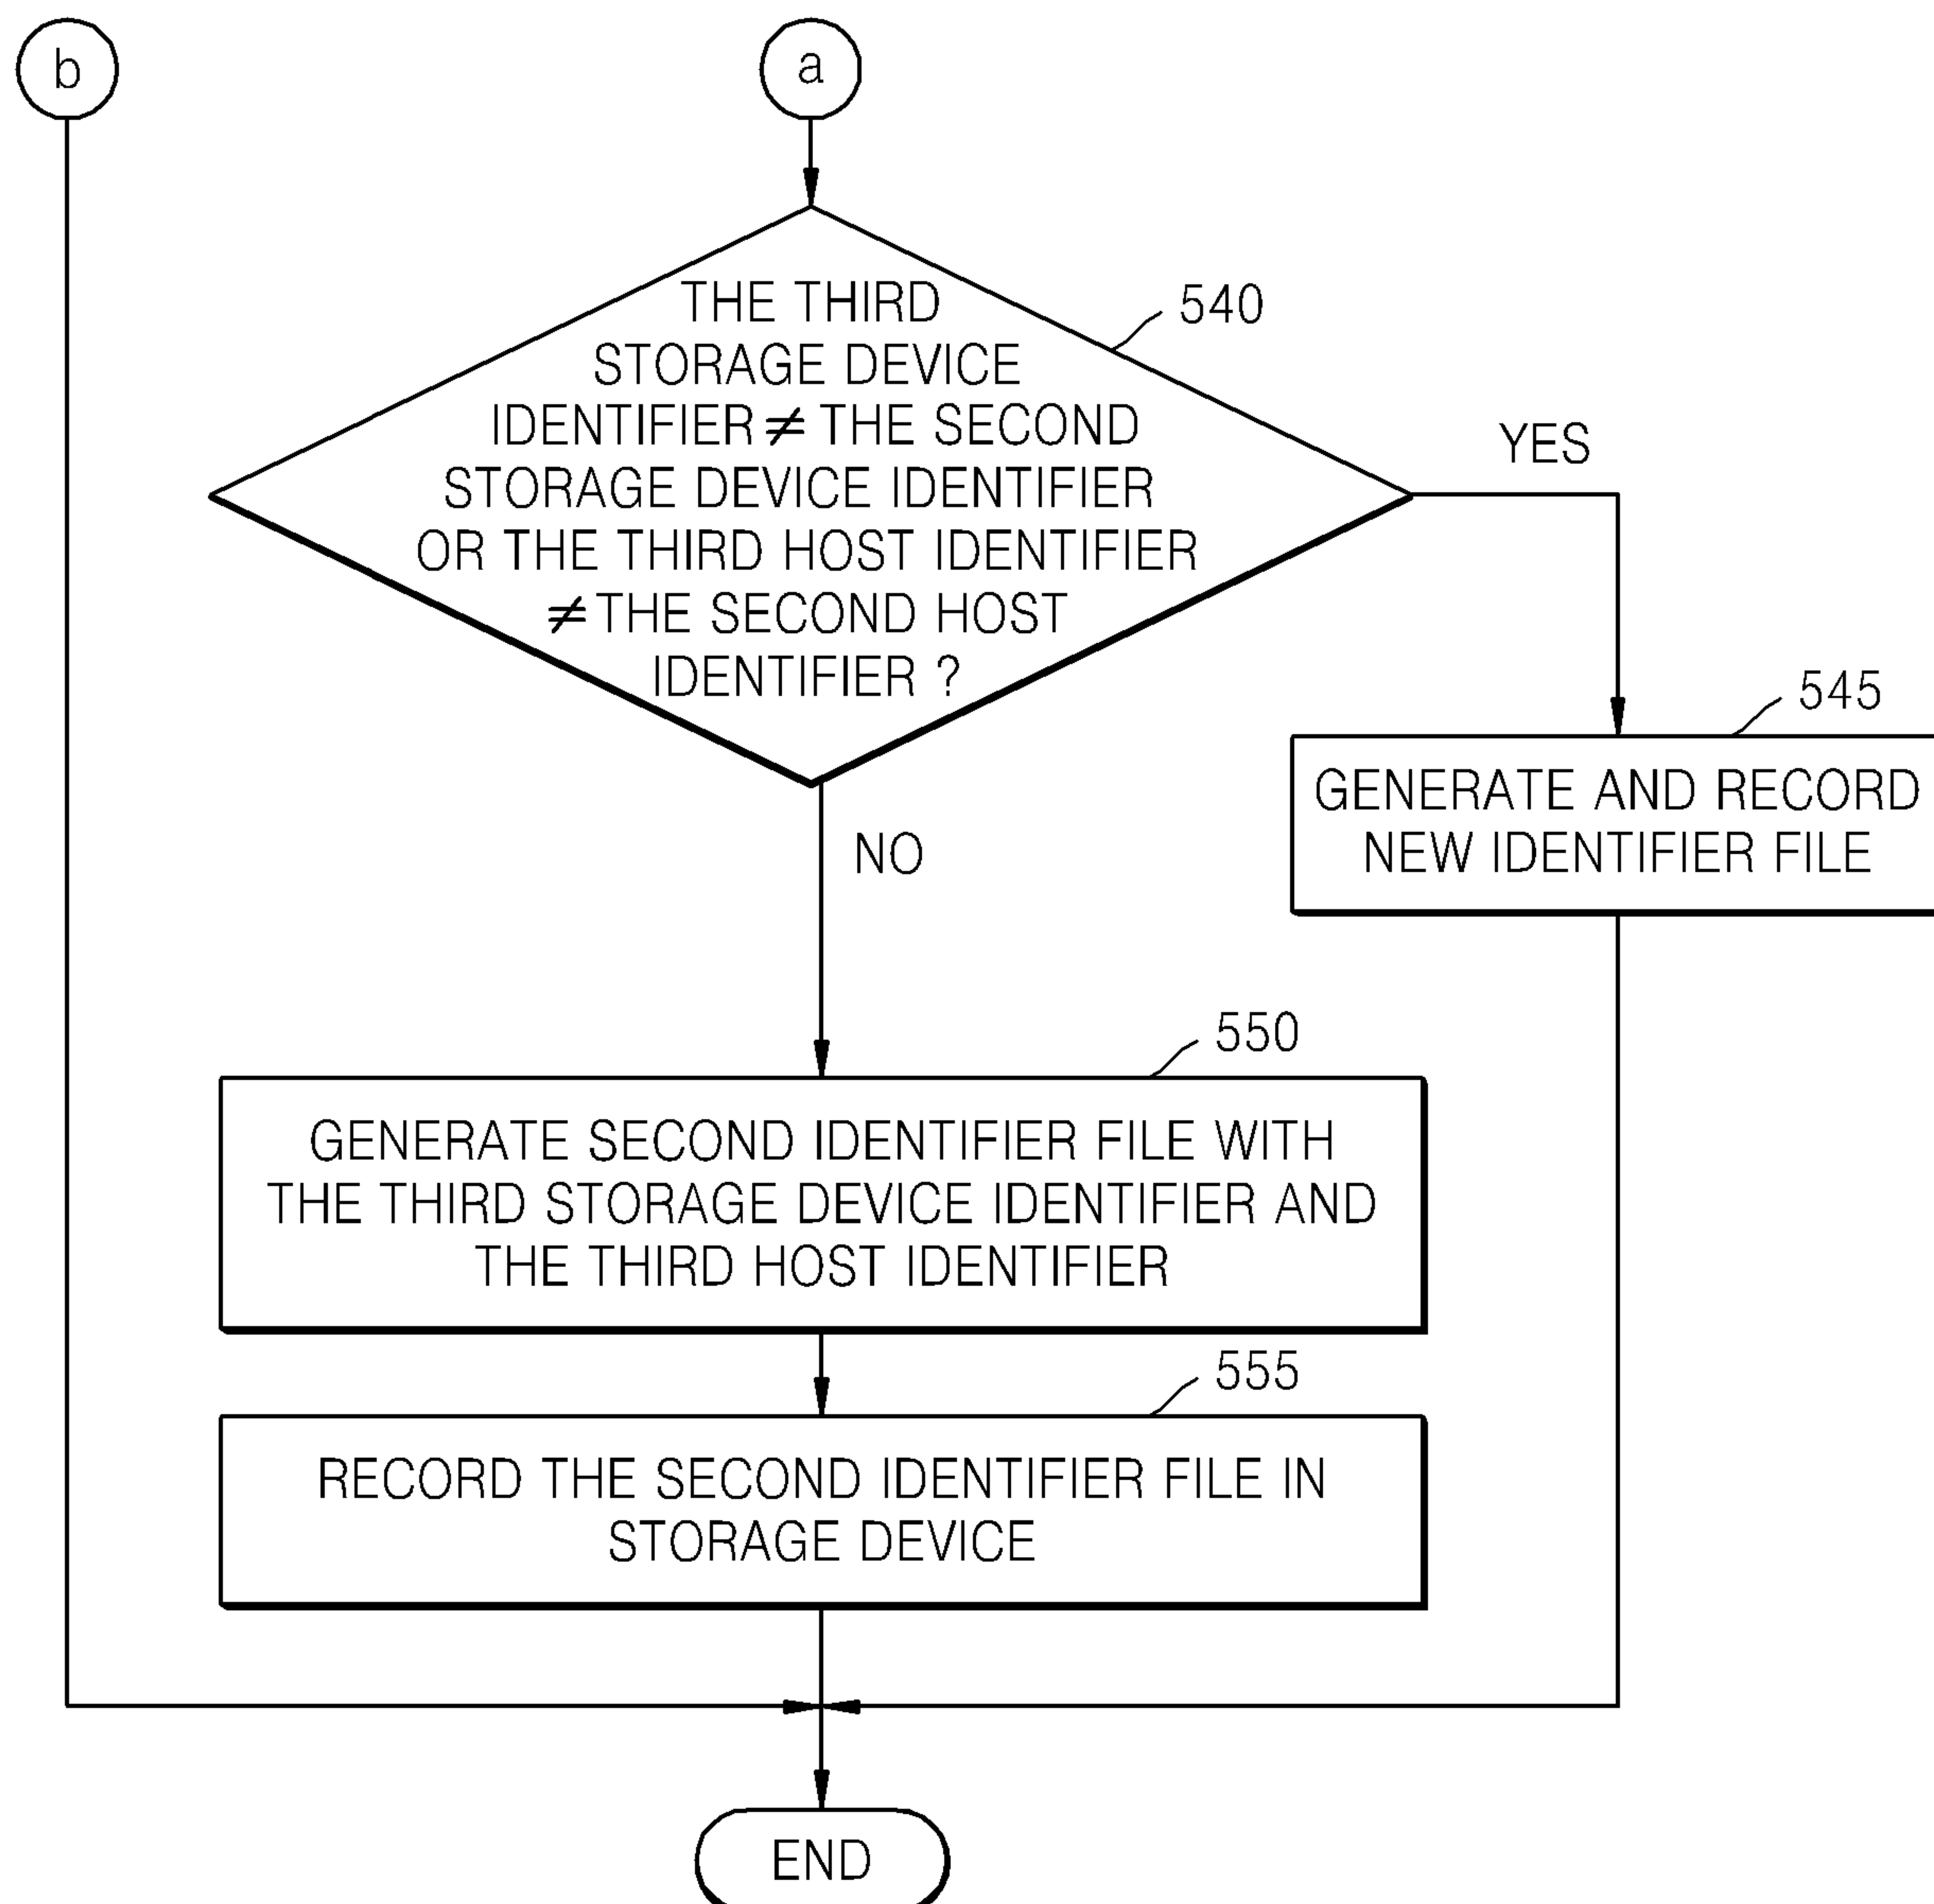 b
a
THE THIRD
STORAGE DEVICE
IDENTIFIER ≠ THE SECOND
STORAGE DEVICE IDENTIFIER
OR THE THIRD HOST IDENTIFIER
≠ THE SECOND HOST
IDENTIFIER ?
540
YES
545
GENERATE AND RECORD
NEW IDENTIFIER FILE
NO
550
GENERATE SECOND IDENTIFIER FILE WITH
THE THIRD STORAGE DEVICE IDENTIFIER AND
THE THIRD HOST IDENTIFIER
555
RECORD THE SECOND IDENTIFIER FILE IN
STORAGE DEVICE
END